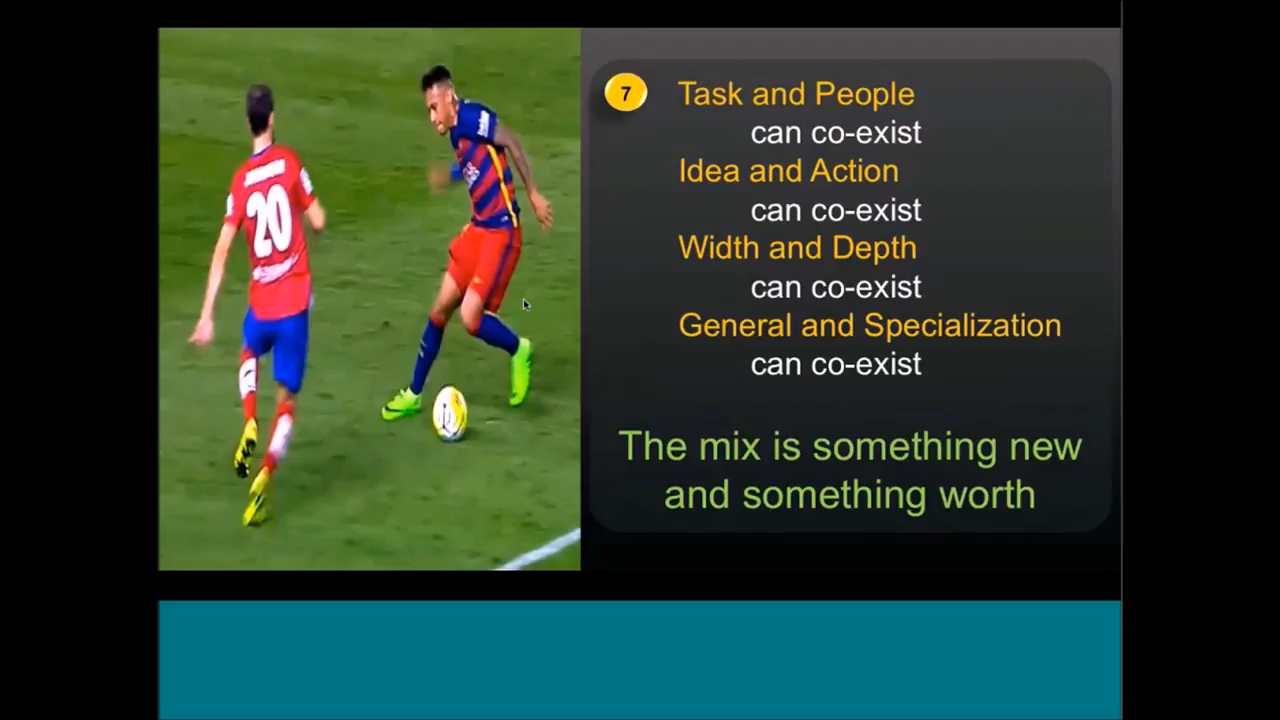 20
7
Task and People
can co-exist
Idea and Action
can co-exist
Width and Depth
can co-exist
General and Specialization
can co-exist
The mix is something new
and something worth